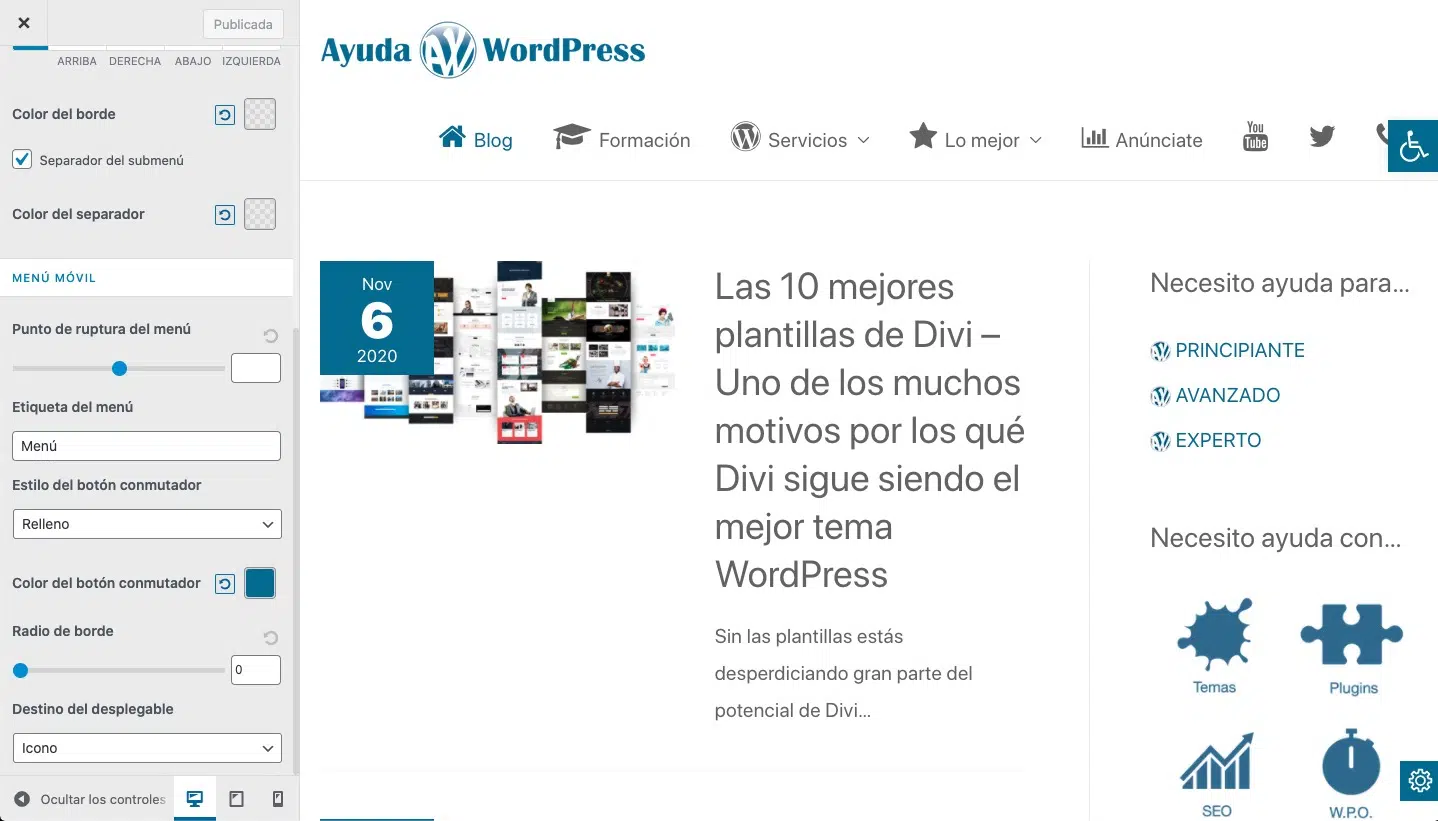 Publicada
ARRIBA DERECHA ABAJO IZQUIERDA
Color del borde
Separador del submenú
Color del separador
MENÚ MÓVIL
Punto de ruptura del menú
Etiqueta del menú
Menú
Estilo del botón conmutador
Relleno
Color del botón conmutador
Radio de borde
0
Destino del desplegable
Icono
Ocultar los controles
Ayuda AW WordPress
Blog Formación Servicios Lo mejor Anúnciate You Tube
Nov
6
2020
Las 10 mejores
plantillas de Divi –
Uno de los muchos
motivos por los qué
Divi sigue siendo el
mejor tema
WordPress
Sin las plantillas estás
desperdiciando gran parte del
potencial de Divi...
Necesito ayuda para...
PRINCIPIANTE
AVANZADO
EXPERTO
Necesito ayuda con...
Temas Plugins
SEO W.P.O.